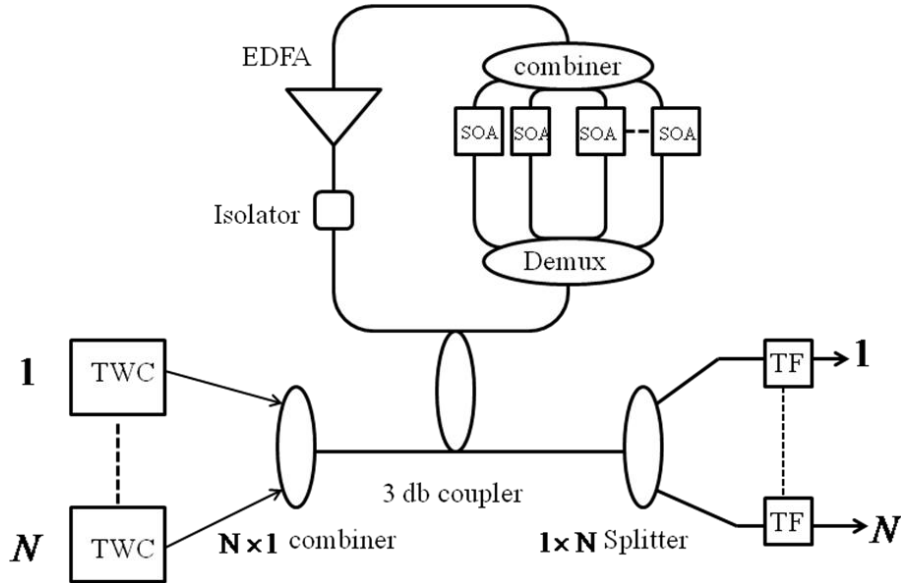 EDFA
combiner
SOA SOA SOA SOA
Isolator
Demux
1 TWC TF 1
3 db coupler
N TWC N×1 combiner 1×N Splitter TF N